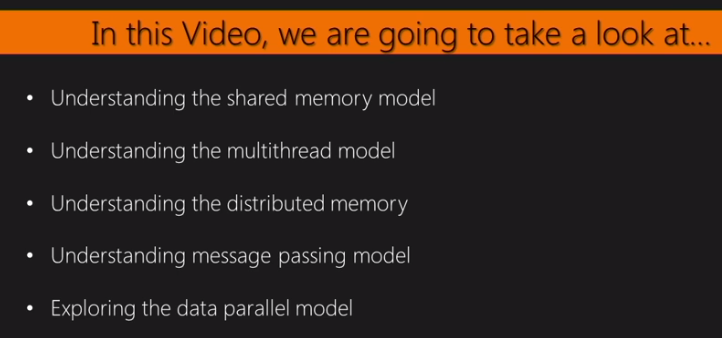 In this Video, we are going to take a look at...
• Understanding the shared memory model
• Understanding the multithread model
• Understanding the distributed memory
• Understanding message passing model
• Exploring the data parallel model